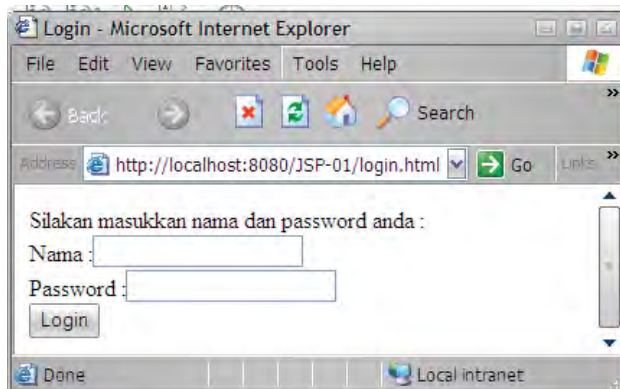 Login - Microsoft Internet Explorer
File Edit View Favorites Tools Help
Back Search »
Address http://localhost:8080/JSP-01/login.html Go Links »
Silakan masukkan nama dan password anda :
Nama :
Password :
Login
Done Local intranet